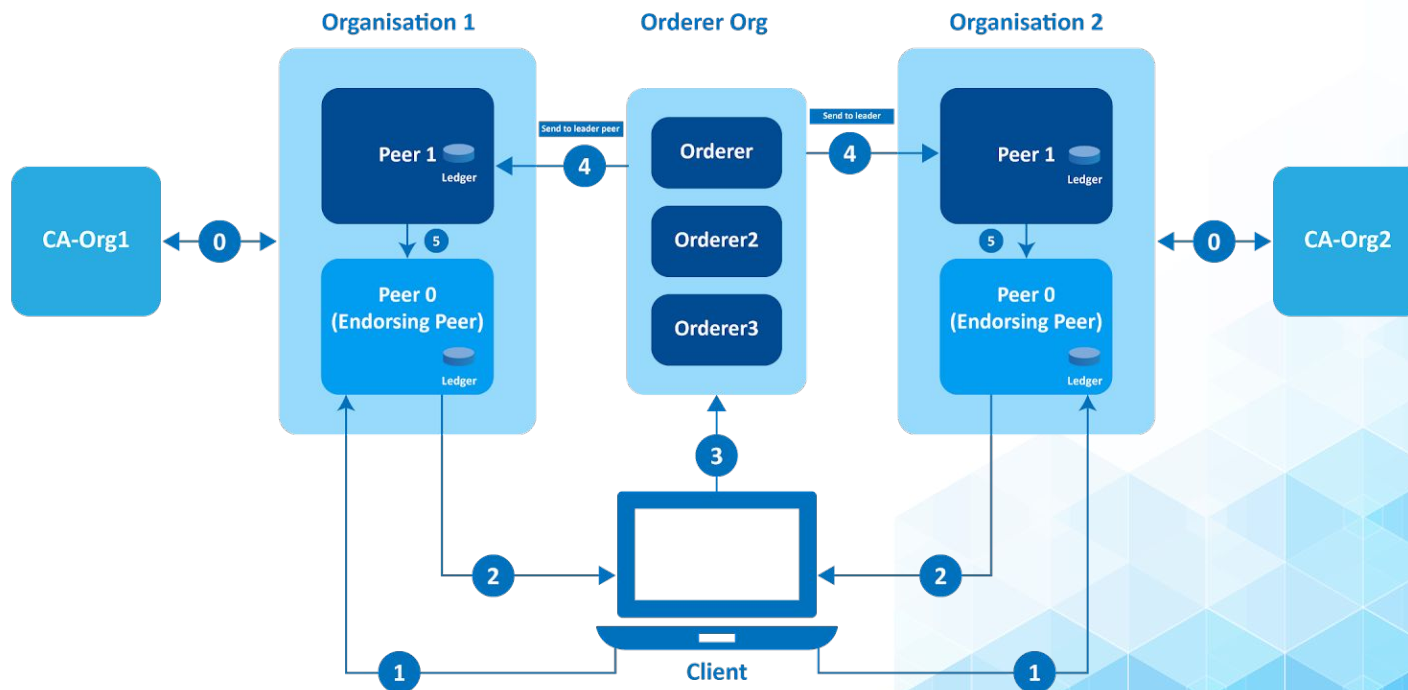 Organisation 1
Orderer Org
Organisation 2
Peer 1
Ledger
Send to leader peer
4
Orderer
Send to leader
4
Peer 1
Ledger
CA-Org1
0
5
Orderer2
5
0
CA-Org2
Peer 0
(Endorsing Peer)
Ledger
Orderer3
Peer 0
(Endorsing Peer)
Ledger
3
2
2
1
Client
1